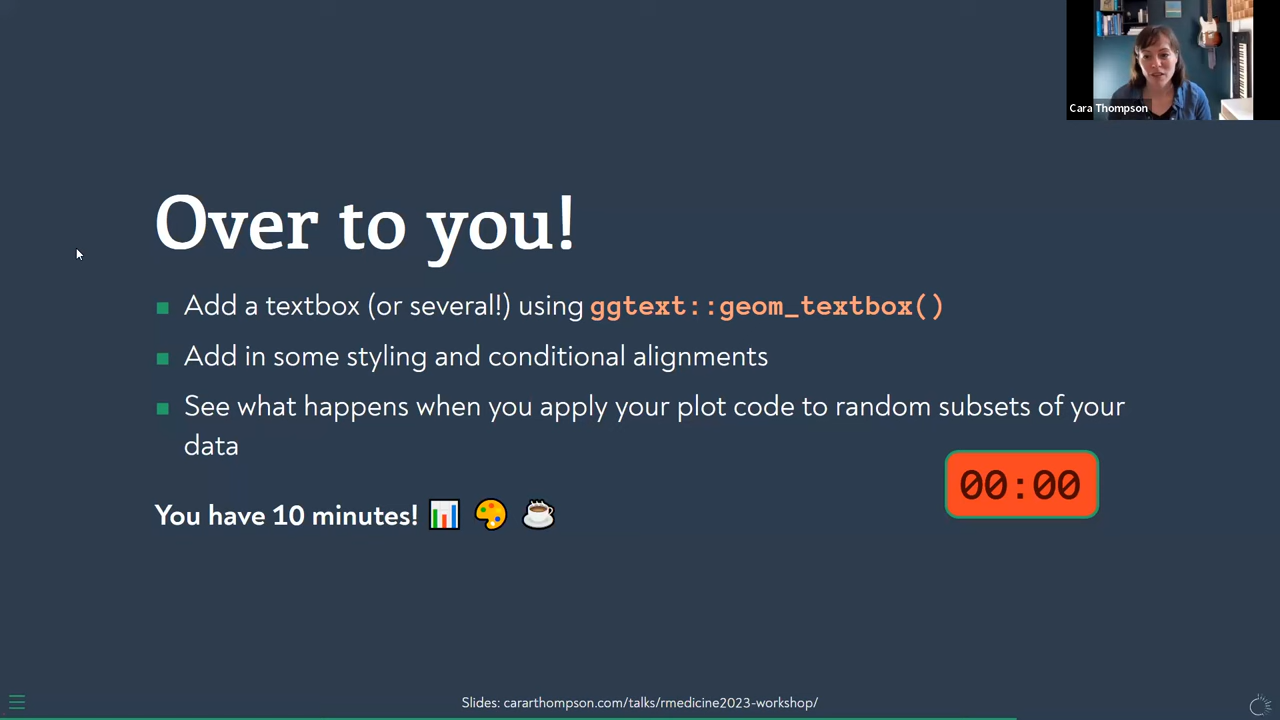 Cara Thompson
Over to you!
Add a textbox (or several!) using ggtext::geom_textbox()
Add in some styling and conditional alignments
See what happens when you apply your plot code to random subsets of your
data
00:00
You have 10 minutes!
Slides: cararthompson.com/talks/rmedicine2023-workshop/